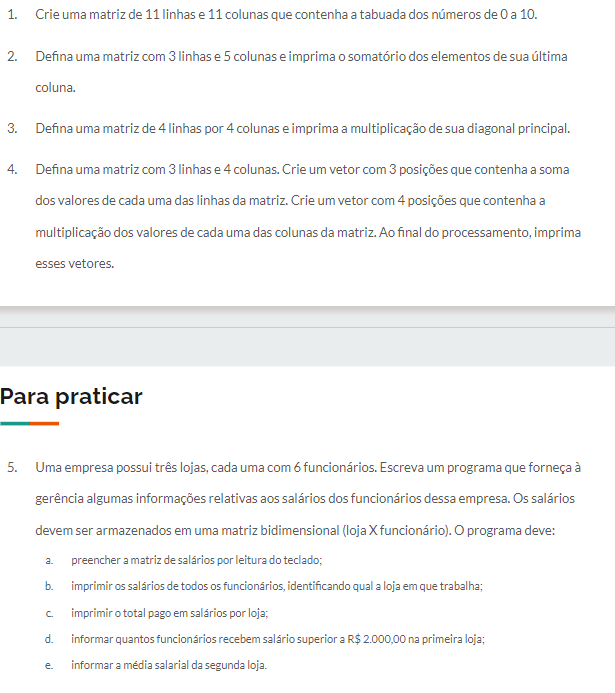 1. Crie uma matriz de 11 linhas e 11 colunas que contenha a tabuada dos números de 0 a 10.
2. Defina uma matriz com 3 linhas e 5 colunas e imprima o somatório dos elementos de sua última
coluna.
3. Defina uma matriz de 4 linhas por 4 colunas e imprima a multiplicação de sua diagonal principal.
4. Defina uma matriz com 3 linhas e 4 colunas. Crie um vetor com 3 posições que contenha a soma
dos valores de cada uma das linhas da matriz. Crie um vetor com 4 posições que contenha a
multiplicação dos valores de cada uma das colunas da matriz. Ao final do processamento, imprima
esses vetores.
Para praticar
5. Uma empresa possui três lojas, cada uma com 6 funcionários. Escreva um programa que forneça à
gerência algumas informações relativas aos salários dos funcionários dessa empresa. Os salários
devem ser armazenados em uma matriz bidimensional (loja X funcionário). O programa deve:
a. preencher a matriz de salários por leitura do teclado;
b. imprimir os salários de todos os funcionários, identificando qual a loja em que trabalha;
c. imprimir o total pago em salários por loja;
d. informar quantos funcionários recebem salário superior a R$ 2.000,00 na primeira loja;
e. informar a média salarial da segunda loja.